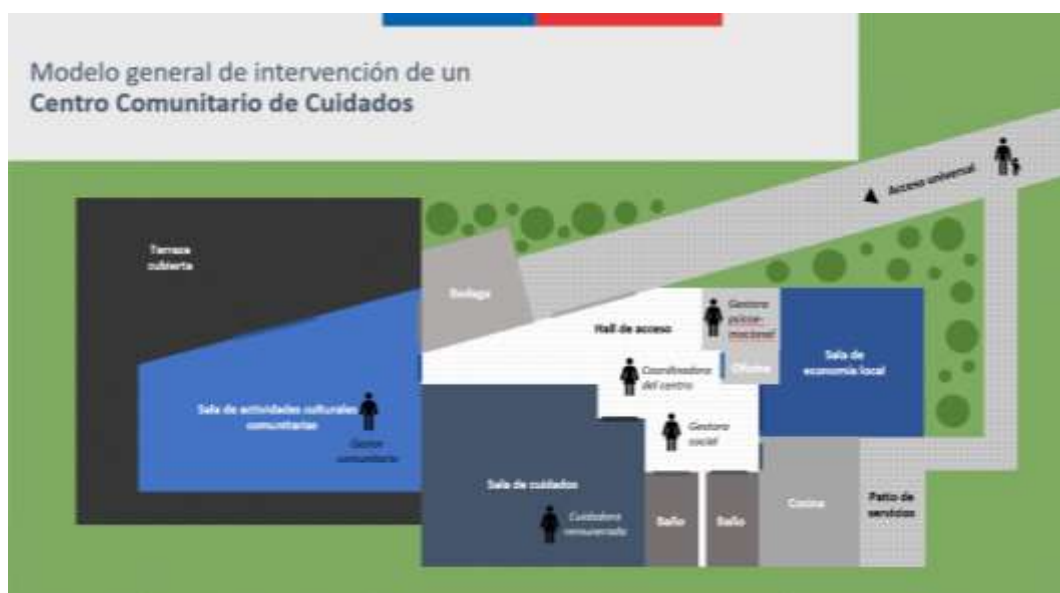 Modelo general de intervención de un
Centro Comunitario de Cuidados
Acceso universal
Terraza
cubierta
Bodega
Hall de acceso
Gestora
psicoe-
mocional
Oficina
Sala de
economía local
Coordinadora
del centro
Sala de actividades culturales
comunitarias
Gestor
comunitario
Gestora
social
Sala de cuidados
Cuidadora
remunerada
Baño
Baño
Cocina
Patio de
servicios